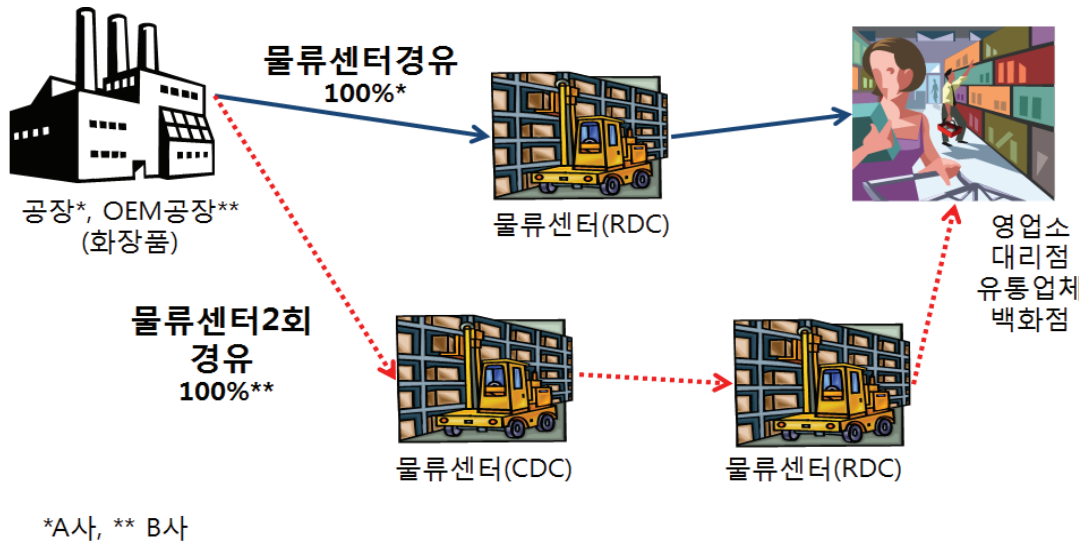 물류센터경유
100%*
물류센터(RDC)
공장*, OEM공장**
(화장품)
영업소
대리점
유통업체
백화점
물류센터2회
경유
100%**
물류센터(CDC)
물류센터(RDC)
*A사, ** B사